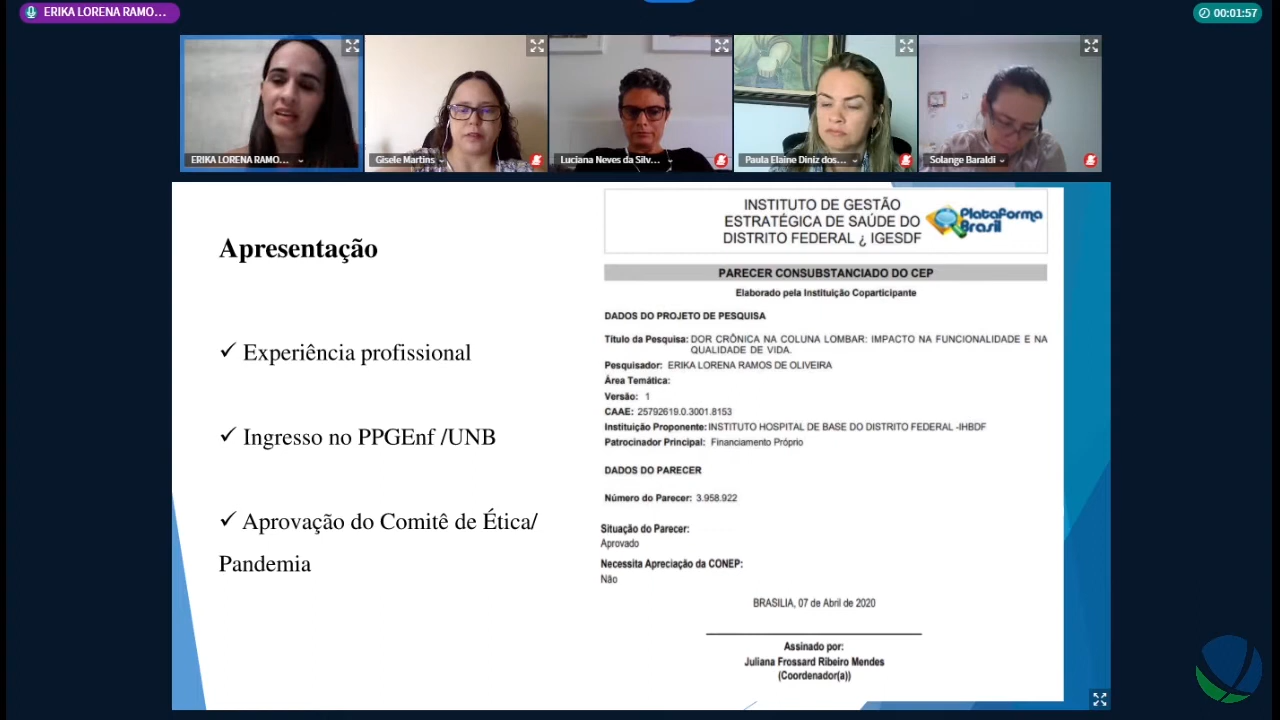 ERIKA LORENA RAMO...
00:01:57
ERIKA LORENA RAMO...
Gisele Martins
Luciana Neves da Silv...
Paula Elaine Diniz dos...
Solange Baraldi
Apresentação
✓ Experiência profissional
✓ Ingresso no PPGEnf /UNB
✓ Aprovação do Comitê de Ética/
Pandemia
INSTITUTO DE GESTÃO
ESTRATÉGICA DE SAÚDE DO
DISTRITO FEDERAL ¿ IGESDF
Plataforma
Brasil
PARECER CONSUBSTANCIADO DO CEP
Elaborado pela Instituição Coparticipante
DADOS DO PROJETO DE PESQUISA
Título da Pesquisa: DOR CRÔNICA NA COLUNA LOMBAR: IMPACTO NA FUNCIONALIDADE E NA
QUALIDADE DE VIDA.
Pesquisador: ERIKA LORENA RAMOS DE OLIVEIRA
Área Temática:
Versão: 1
CAAE: 25792619.0.3001.8153
Instituição Proponente: INSTITUTO HOSPITAL DE BASE DO DISTRITO FEDERAL -IHBDF
Patrocinador Principal: Financiamento Próprio
DADOS DO PARECER
Número do Parecer: 3.958.922
Situação do Parecer:
Aprovado
Necessita Apreciação da CONEP:
Não
BRASILIA, 07 de Abril de 2020
Assinado por:
Juliana Frossard Ribeiro Mendes
(Coordenador(a))